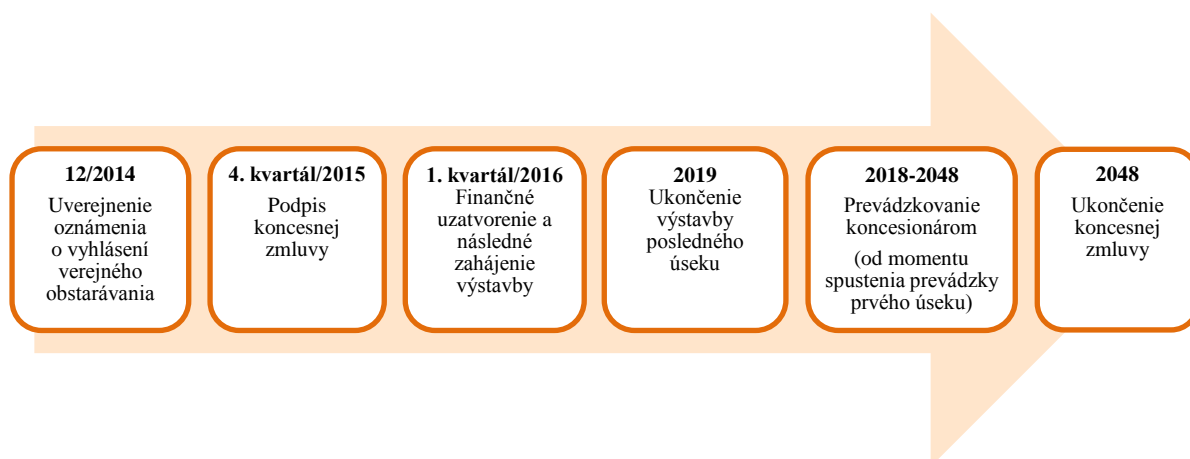 12/2014
Uverejnenie
oznámenia
o vyhlásení
verejného
obstarávania
4. kvartál/2015
Podpis
koncesnej
zmluvy
1. kvartál/2016
Finančné
uzatvorenie a
následné
zahájenie
výstavby
2019
Ukončenie
výstavby
posledného
úseku
2018-2048
Prevádzkovanie
koncesionárom
(od momentu
spustenia prevádzky
prvého úseku)
2048
Ukončenie
koncesnej
zmluvy